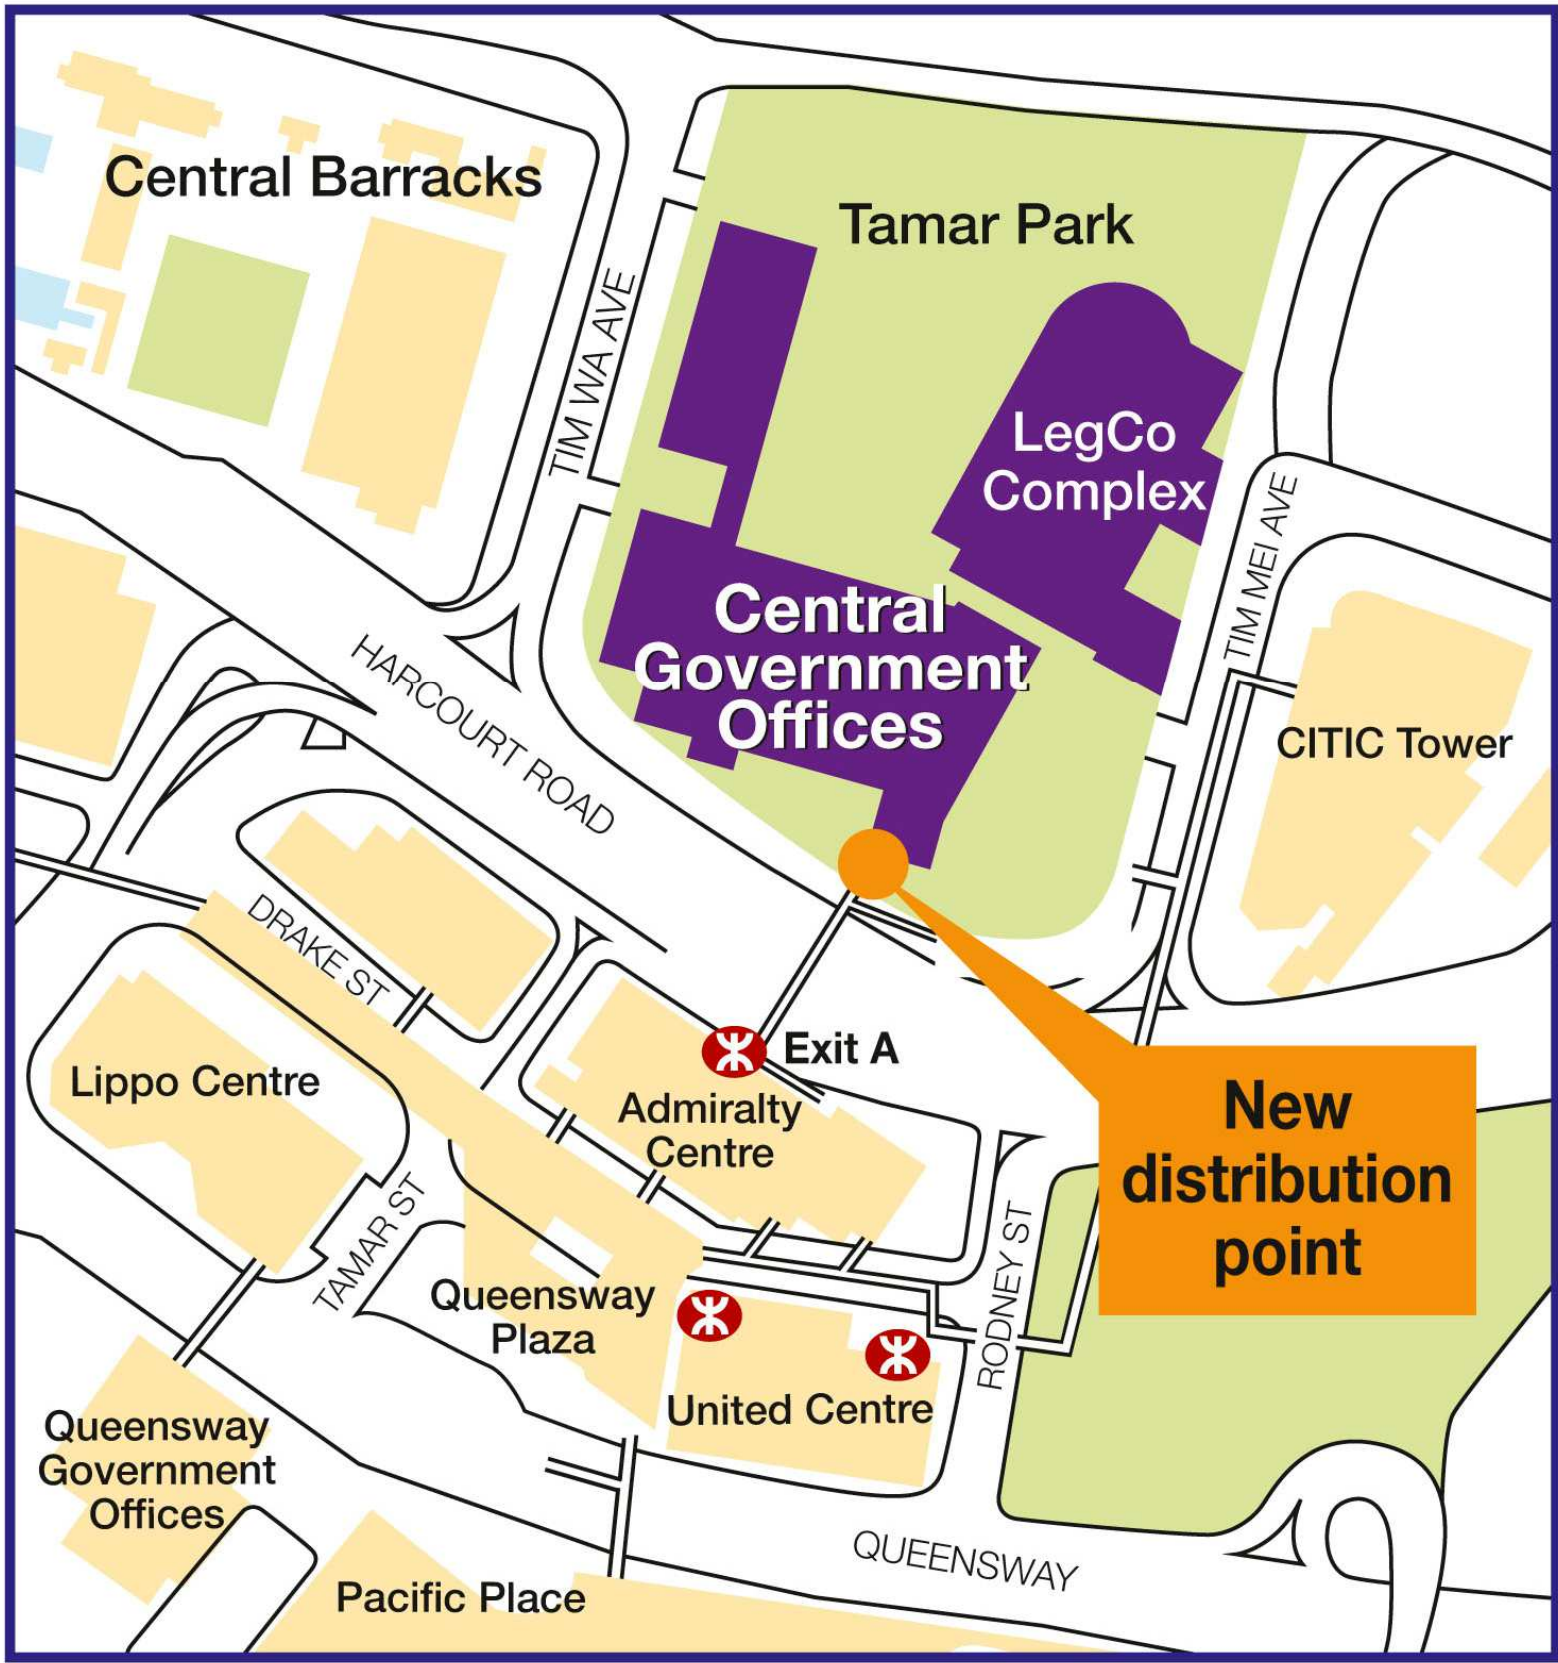 Central Barracks
Tamar Park
TIM WA AVE
LegCo
Complex
TIM MEI AVE
Central
Government
Offices
HARCOURT ROAD
CITIC Tower
DRAKE ST
Exit A
Lippo Centre
Admiralty
Centre
New
distribution
point
TAMAR ST
RODNEY ST
Queensway
Plaza
United Centre
Queensway
Government
Offices
QUEENSWAY
Pacific Place